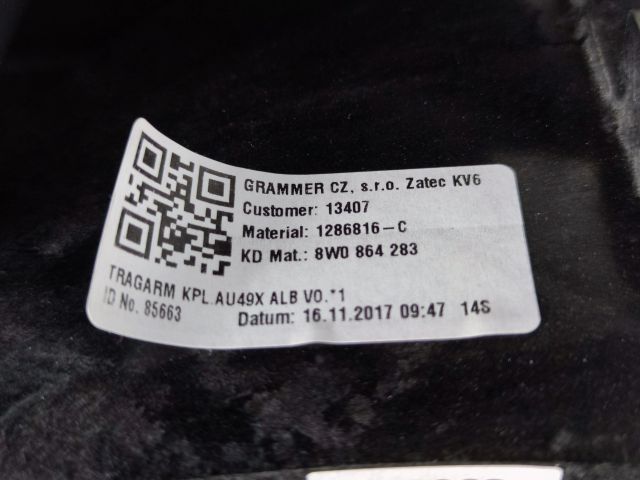 GRAMMER CZ, s.r.o. Zatec KV6
Customer: 13407
Material: 1286816-C
KD Mat.: 8W0 864 283
TRAGARM KPL.AU49X ALB V0.*1
ID No. 85663
Datum: 16.11.2017 09:47 14S